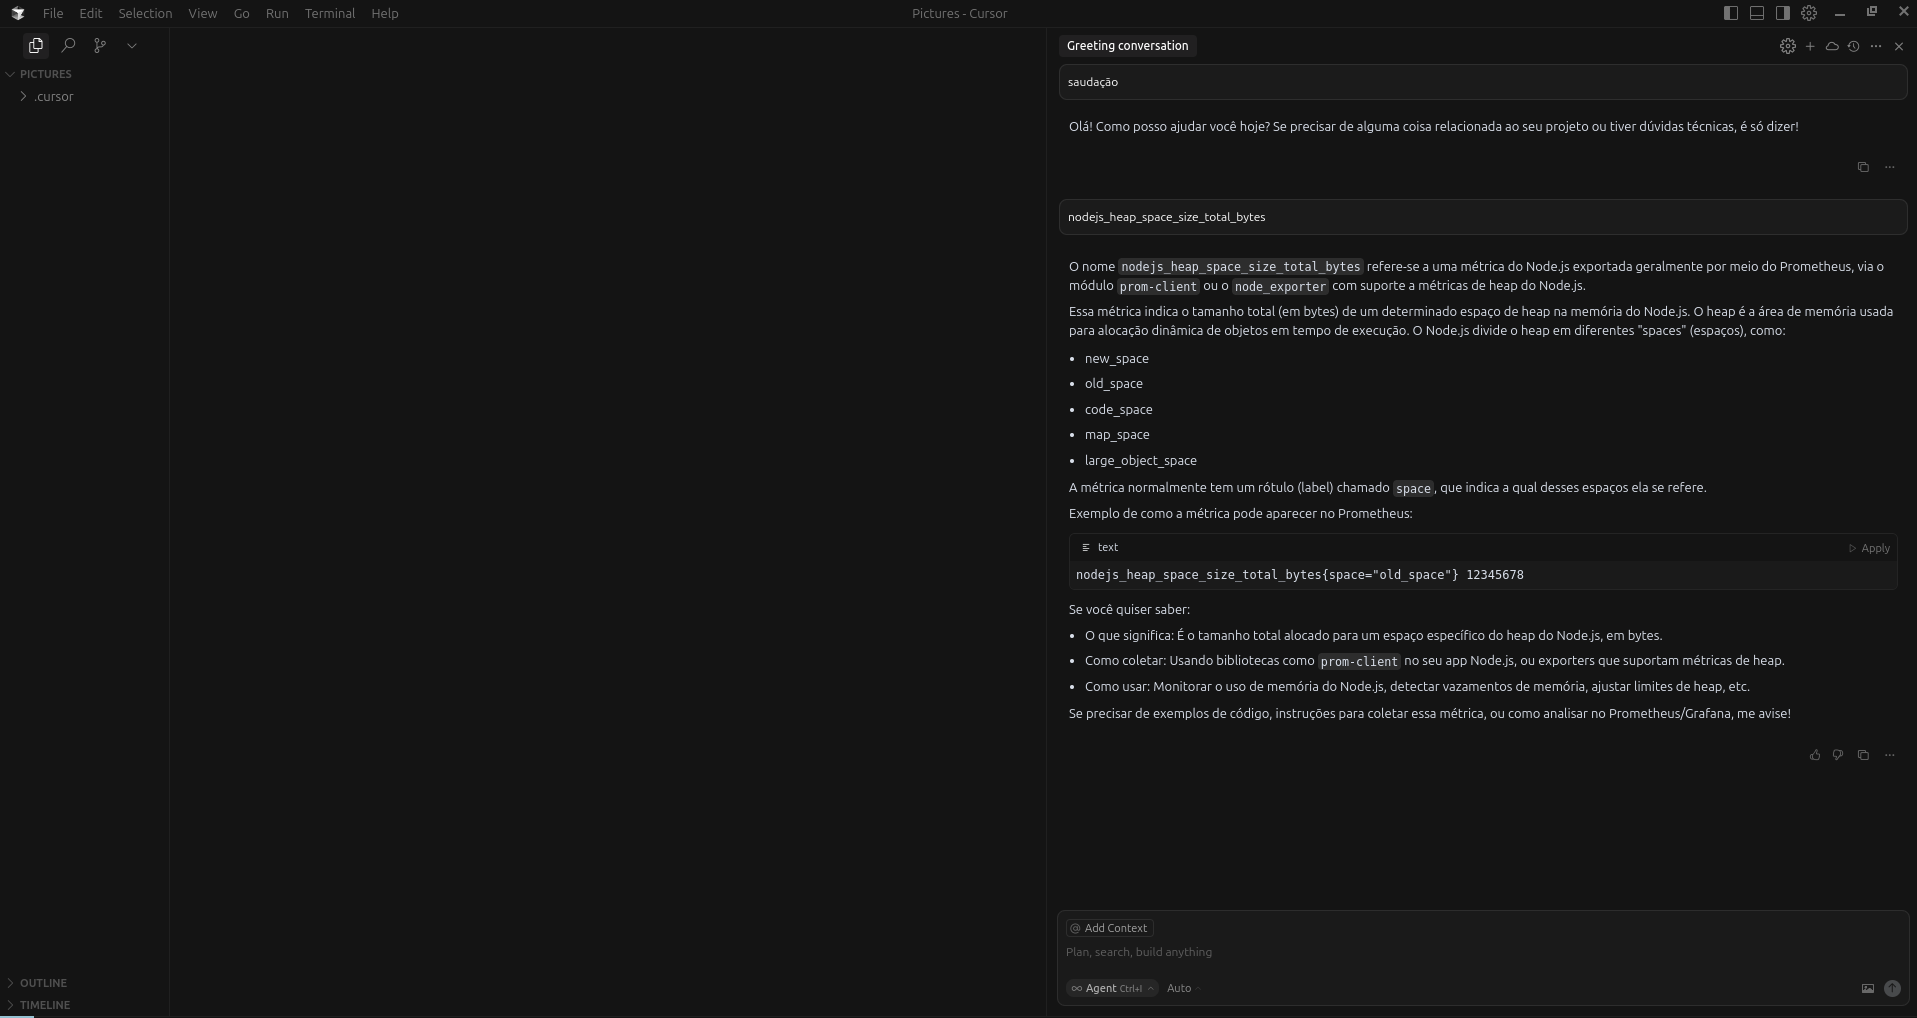 File Edit Selection View Go Run Terminal Help
Pictures - Cursor
PICTURES
.cursor
OUTLINE
TIMELINE
Greeting conversation
saudação
Olá! Como posso ajudar você hoje? Se precisar de alguma coisa relacionada ao seu projeto ou tiver dúvidas técnicas, é só dizer!
nodejs_heap_space_size_total_bytes
O nome nodejs_heap_space_size_total_bytes refere-se a uma métrica do Node.js exportada geralmente por meio do Prometheus, via o
módulo prom-client ou o node_exporter com suporte a métricas de heap do Node.js.
Essa métrica indica o tamanho total (em bytes) de um determinado espaço de heap na memória do Node.js. O heap é a área de memória usada
para alocação dinâmica de objetos em tempo de execução. O Node.js divide o heap em diferentes "spaces" (espaços), como:
• new_space
• old_space
• code_space
• map_space
• large_object_space
A métrica normalmente tem um rótulo (label) chamado space, que indica a qual desses espaços ela se refere.
Exemplo de como a métrica pode aparecer no Prometheus:
text Apply
nodejs_heap_space_size_total_bytes{space="old_space"} 12345678
Se você quiser saber:
• O que significa: É o tamanho total alocado para um espaço específico do heap do Node.js, em bytes.
• Como coletar: Usando bibliotecas como prom-client no seu app Node.js, ou exporters que suportam métricas de heap.
• Como usar: Monitorar o uso de memória do Node.js, detectar vazamentos de memória, ajustar limites de heap, etc.
Se precisar de exemplos de código, instruções para coletar essa métrica, ou como analisar no Prometheus/Grafana, me avise!
@ Add Context
Plan, search, build anything
Agent Ctrl+I Auto